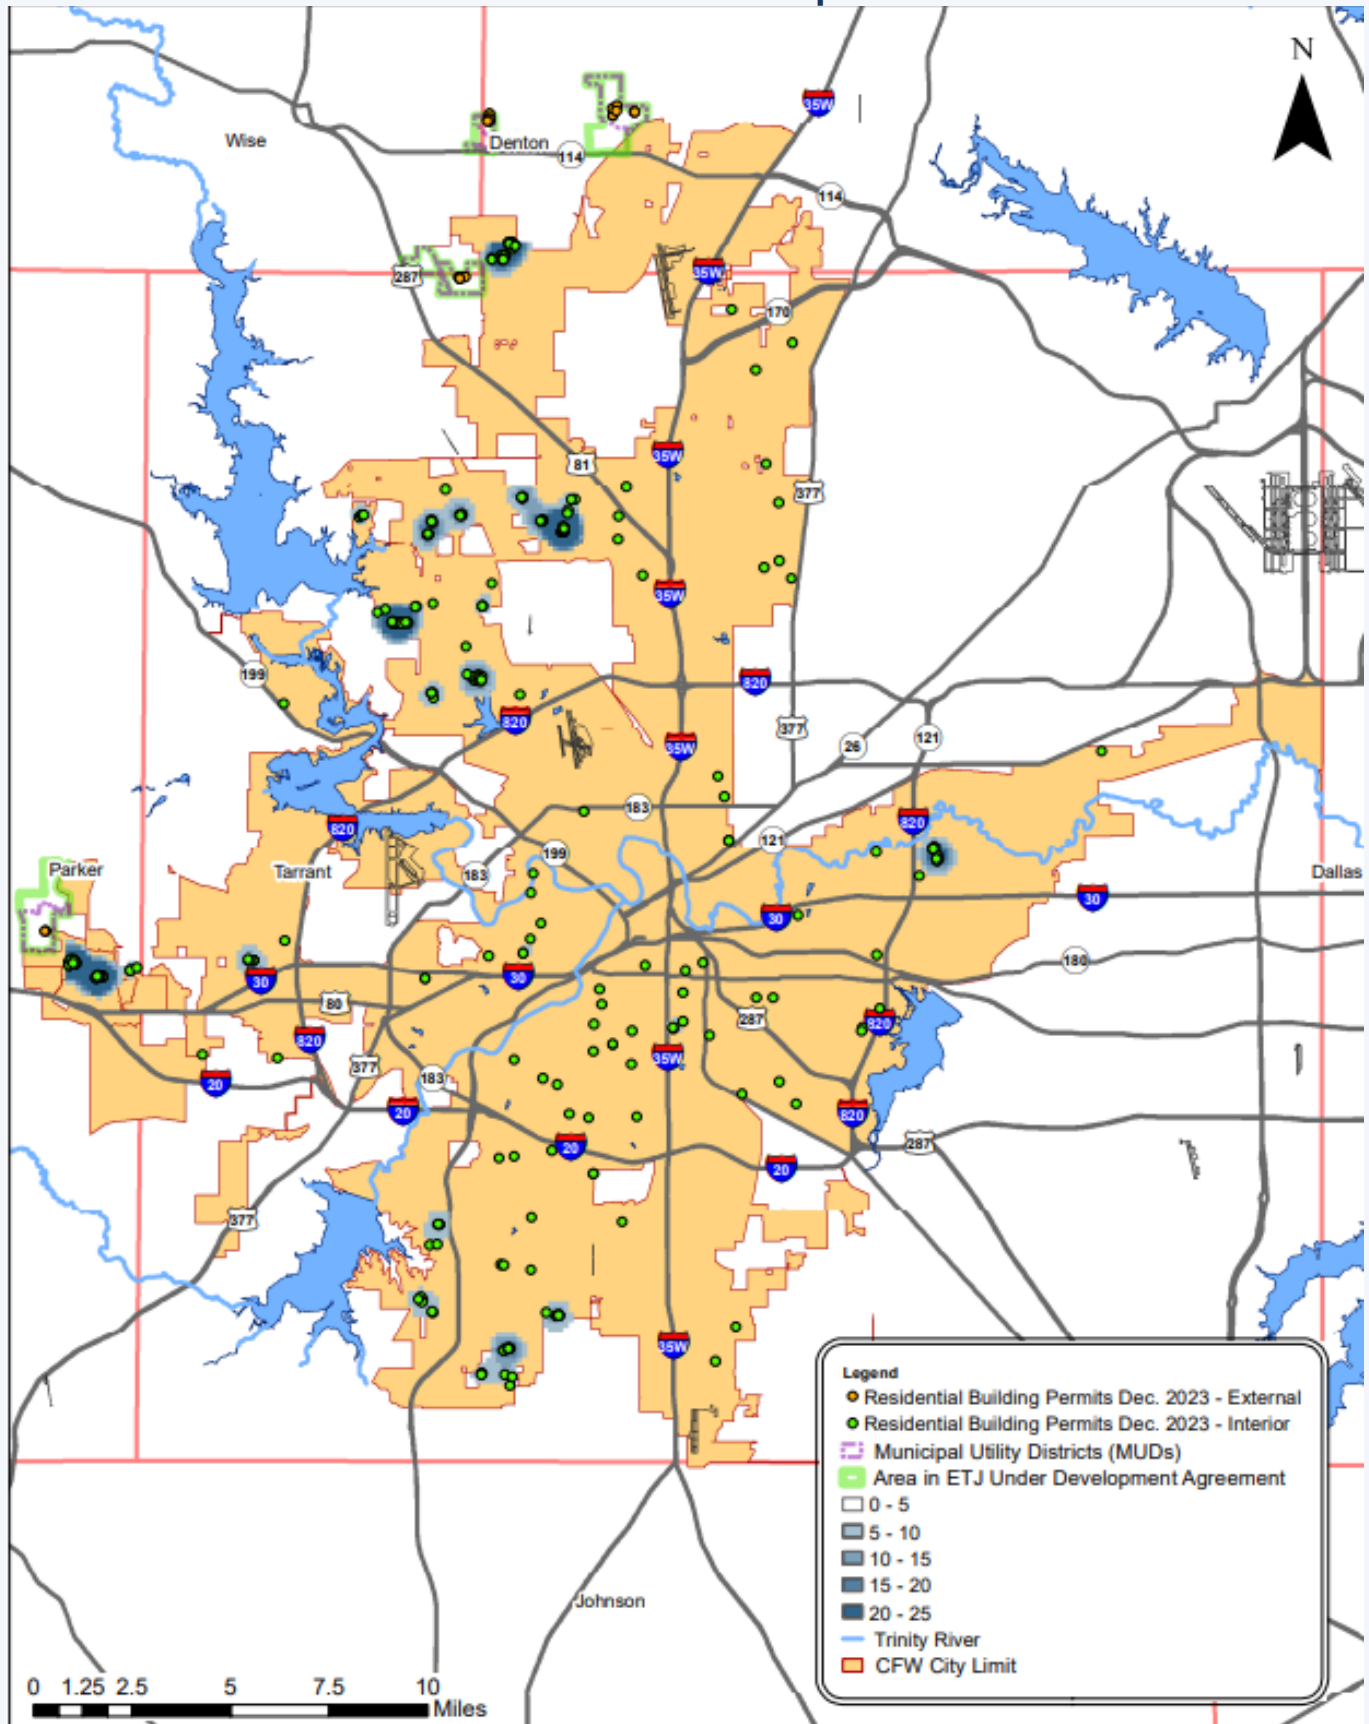 N
35W
Wise
Denton
114
114
287
35W
170
81
35W
377
35W
199
820
820
377
26
121
35W
183
820
820
121
199
183
Parker
Tarrant
Dallas
30
30
180
30
30
80
287
820
820
377
35W
183
20
20
820
287
20
20
377
35W
Legend
Residential Building Permits Dec. 2023 - External
Residential Building Permits Dec. 2023 - Interior
Municipal Utility Districts (MUDs)
Area in ETJ Under Development Agreement
0 - 5
5 - 10
10 - 15
15 - 20
20 - 25
Trinity River
CFW City Limit
Johnson
0 1.25 2.5 5 7.5 10
Miles